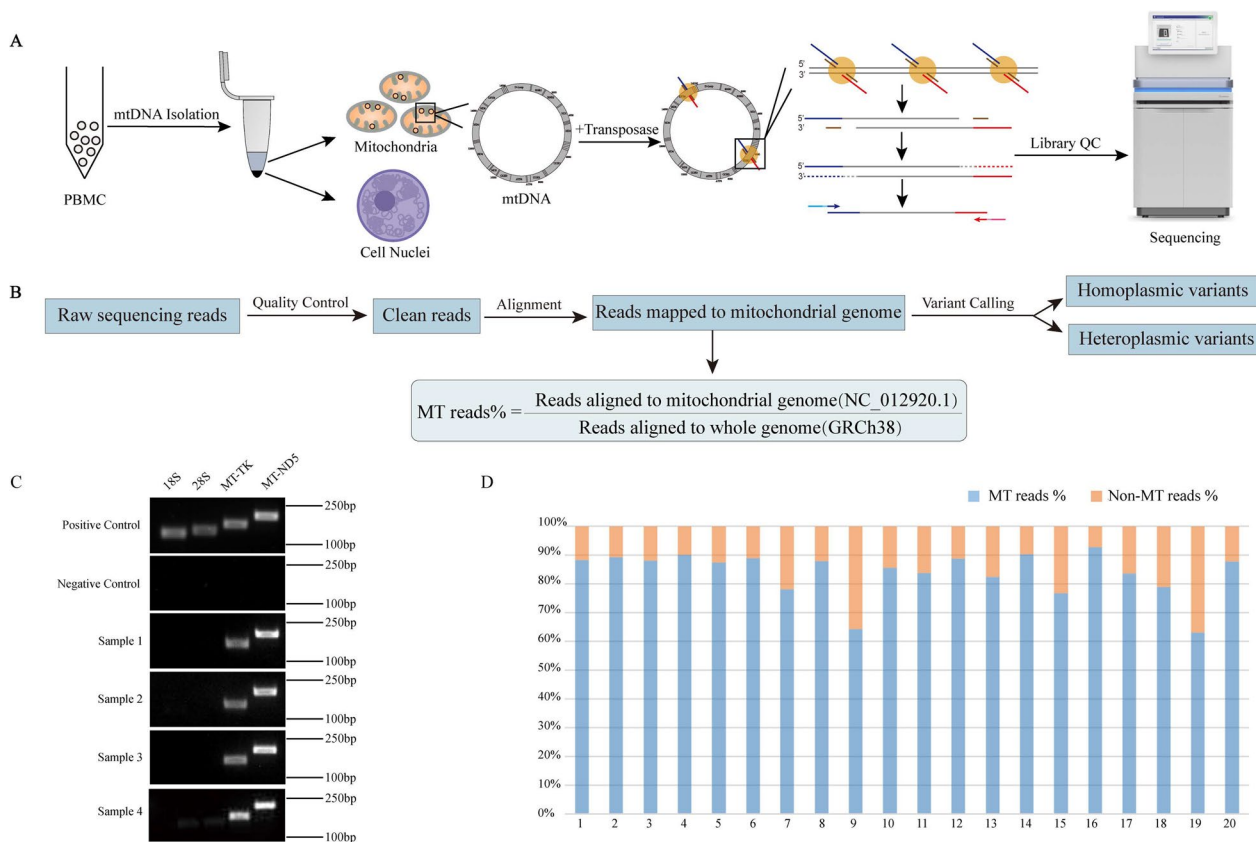 A
mtDNA Isolation
PBMC
Mitochondria
Cell Nuclei
mtDNA
+Transposase
5'
3'
5'
3'
Library QC
Sequencing
B
Raw sequencing reads
Quality Control
Clean reads
Alignment
Reads mapped to mitochondrial genome
Variant Calling
Homoplasmic variants
Heteroplasmic variants
MT reads% =
Reads aligned to mitochondrial genome(NC_012920.1)
Reads aligned to whole genome(GRCh38)
C
18S 28S MT-TK MT-ND5
Positive Control
250bp
100bp
Negative Control
250bp
100bp
Sample 1
250bp
100bp
Sample 2
250bp
100bp
Sample 3
250bp
100bp
Sample 4
250bp
100bp
D
MT reads % Non-MT reads %
100%
90%
80%
70%
60%
50%
40%
30%
20%
10%
0%
1 2 3 4 5 6 7 8 9 10 11 12 13 14 15 16 17 18 19 20